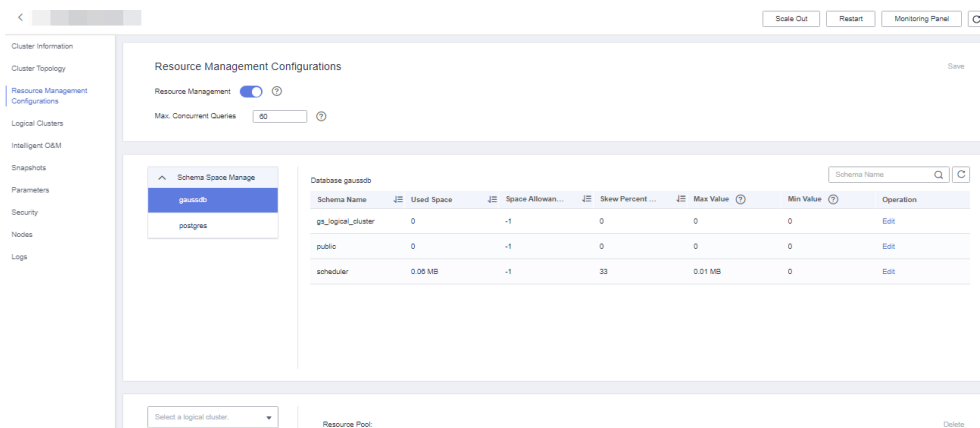 Scale Out Restart Monitoring Panel
Cluster Information
Cluster Topology
Resource Management
Configurations
Logical Clusters
Intelligent O&M
Snapshots
Parameters
Security
Nodes
Logs
Resource Management Configurations
Save
Resource Management
Max. Concurrent Queries 60
Schema Space Manage
gaussdb
postgres
Database gaussdb
Schema Name
Schema Name Used Space Space Allowan... Skew Percent ... Max Value Min Value Operation
gs_logical_cluster 0 -1 0 0 0 Edit
public 0 -1 0 0 0 Edit
scheduler 0.06 MB -1 33 0.01 MB 0 Edit
Select a logical cluster.
Resource Pool:
Delete